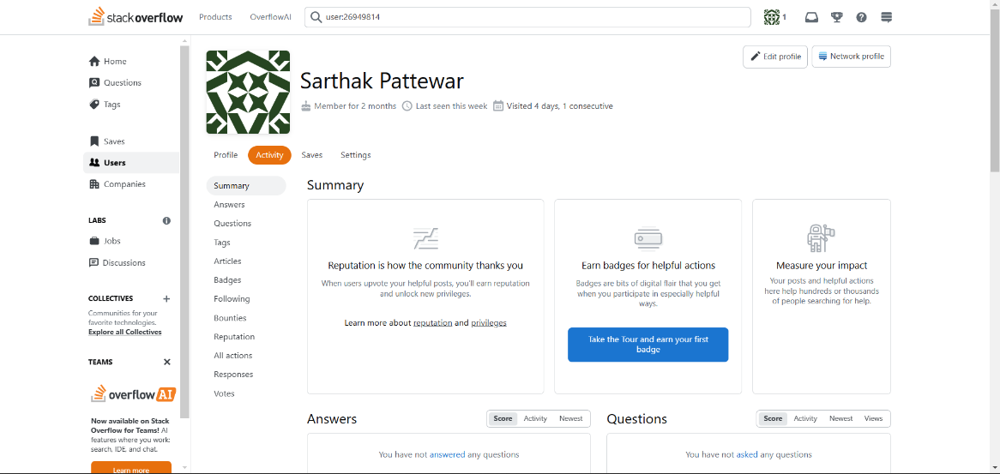 stackoverflow
Products
OverflowAI
user:26949814
1
Home
Questions
Tags
Saves
Users
Companies
LABS
Jobs
Discussions
COLLECTIVES
Communities for your
favorite technologies.
Explore all Collectives
TEAMS
overflowAI
Now available on Stack
Overflow for Teams! AI
features where you work:
search, IDE, and chat.
Learn more
Edit profile
Network profile
Sarthak Pattewar
Member for 2 months
Last seen this week
Visited 4 days, 1 consecutive
Profile
Activity
Saves
Settings
Summary
Answers
Questions
Tags
Articles
Badges
Following
Bounties
Reputation
All actions
Responses
Votes
Summary
Reputation is how the community thanks you
When users upvote your helpful posts, you'll earn reputation
and unlock new privileges.
Learn more about reputation and privileges
Earn badges for helpful actions
Badges are bits of digital flair that you get
when you participate in especially helpful
ways.
Take the Tour and earn your first
badge
Measure your impact
Your posts and helpful actions
here help hundreds or thousands
of people searching for help.
Answers
Score Activity Newest
You have not answered any questions
Questions
Score Activity Newest Views
You have not asked any questions